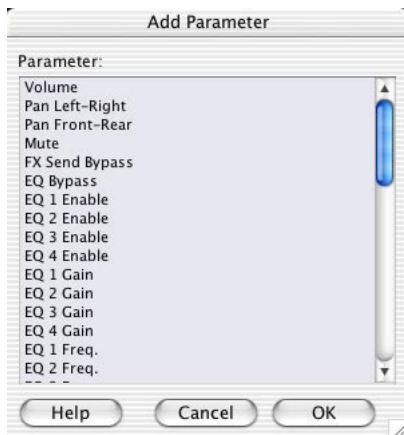 Add Parameter
Parameter:
Volume
Pan Left-Right
Pan Front-Rear
Mute
FX Send Bypass
EQ Bypass
EQ 1 Enable
EQ 2 Enable
EQ 3 Enable
EQ 4 Enable
EQ 1 Gain
EQ 2 Gain
EQ 3 Gain
EQ 4 Gain
EQ 1 Freq.
EQ 2 Freq.
Help Cancel OK